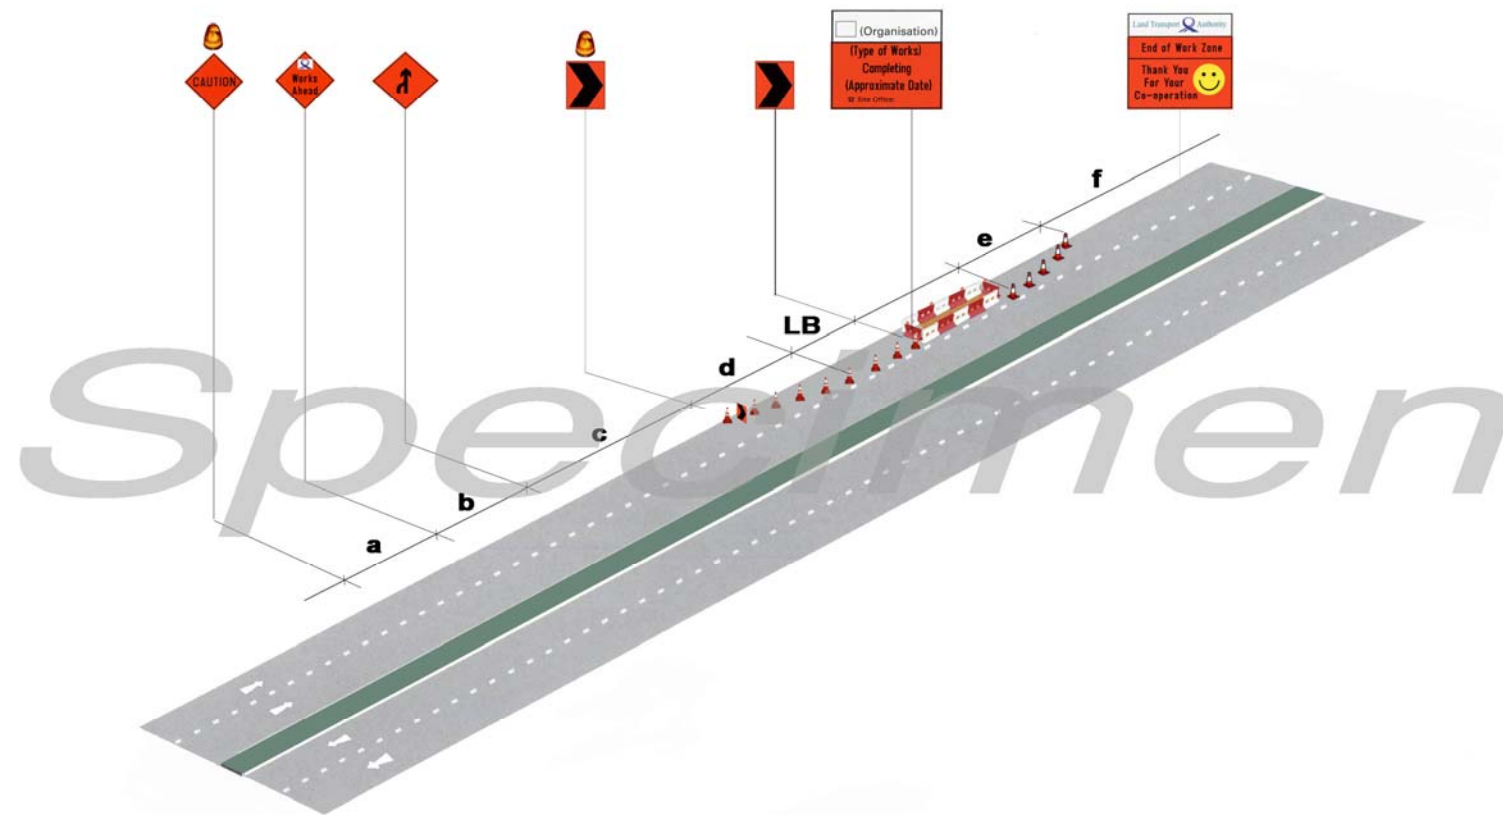 CAUTION
Works
Ahead
(Organisation)
(Type of Works)
Completing
(Approximate Date)
☎ Site Office:
Land Transport Authority
End of Work Zone
Thank You
For Your
Co-operation
f
e
LB
d
c
b
a
Specimen